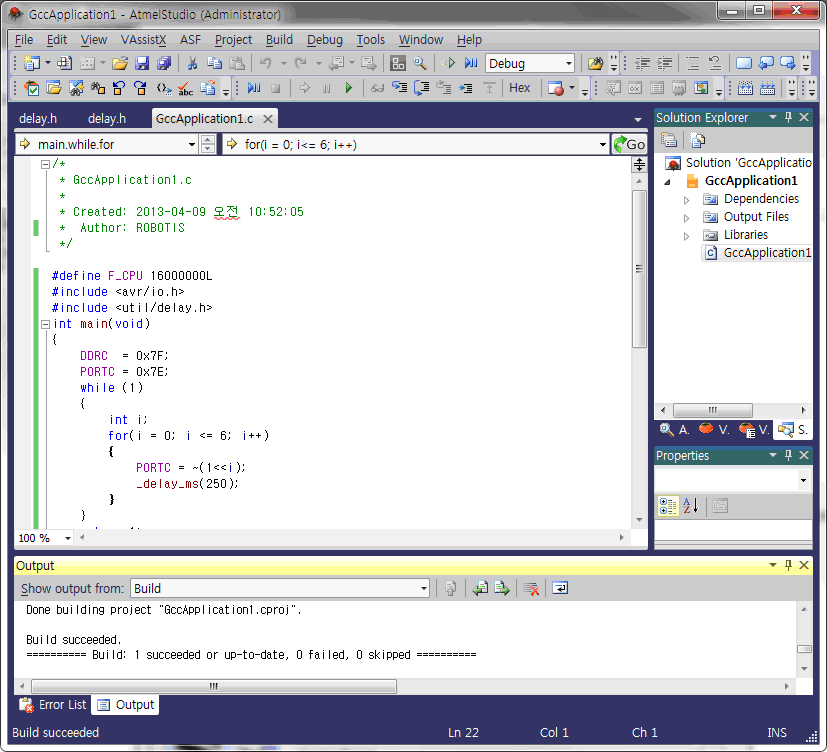 GccApplication1 - AtmelStudio (Administrator)
File Edit View VAssistX ASF Project Build Debug Tools Window Help
Debug
Hex
delay.h delay.h GccApplication1.c
main.while.for for(i = 0; i<= 6; i++) Go
/*
* GccApplication1.c
*
* Created: 2013-04-09 오전 10:52:05
* Author: ROBOTIS
*/
#define F_CPU 16000000L
#include <avr/io.h>
#include <util/delay.h>
int main(void)
{
DDRC = 0x7F;
PORTC = 0x7E;
while (1)
{
int i;
for(i = 0; i <= 6; i++)
{
PORTC = ~(1<<i);
_delay_ms(250);
}
}
100 %
Solution Explorer
Solution 'GccApplicatio
GccApplication1
Dependencies
Output Files
Libraries
GccApplication1
A. V. V. S.
Properties
Output
Show output from: Build
Done building project "GccApplication1.cproj".
Build succeeded.
========== Build: 1 succeeded or up-to-date, 0 failed, 0 skipped ==========
Error List Output
Build succeeded Ln 22 Col 1 Ch 1 INS